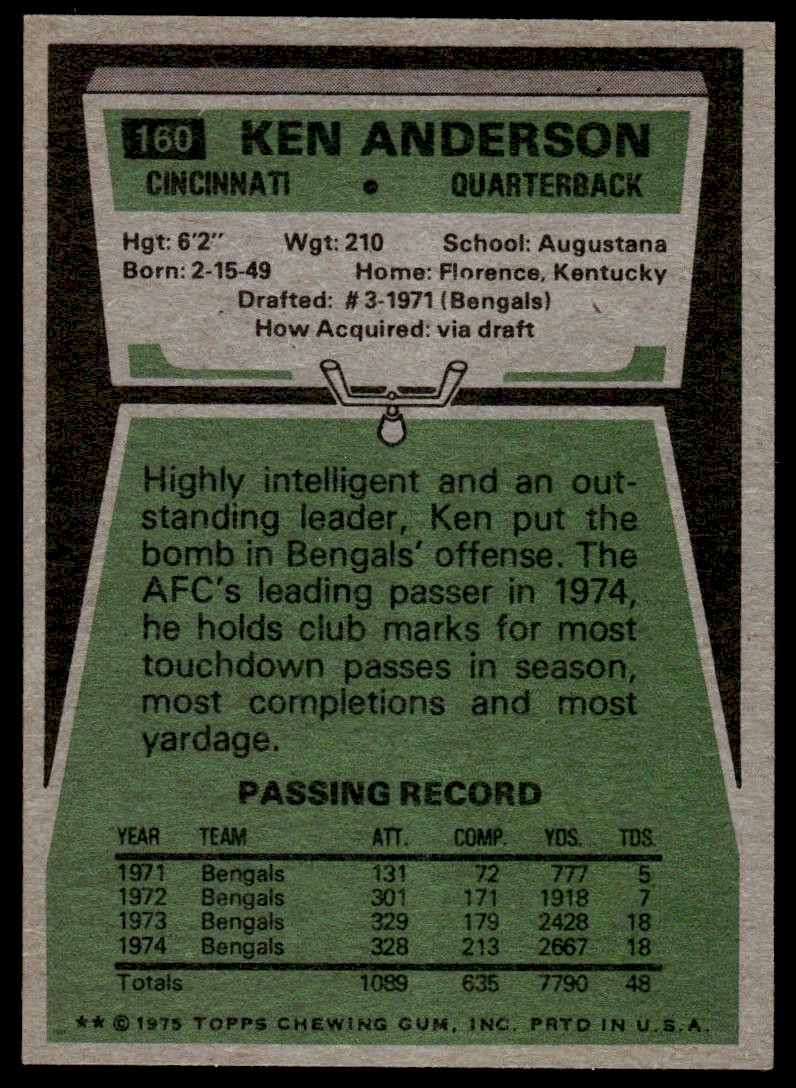 160 KEN ANDERSON
CINCINNATI • QUARTERBACK
Hgt: 6'2" Wgt: 210 School: Augustana
Born: 2-15-49 Home: Florence, Kentucky
Drafted: #3-1971 (Bengals)
How Acquired: via draft
Highly intelligent and an out-
standing leader, Ken put the
bomb in Bengals' offense. The
AFC's leading passer in 1974,
he holds club marks for most
touchdown passes in season,
most completions and most
yardage.
PASSING RECORD
YEAR TEAM ATT. COMP. YDS. TDS.
1971 Bengals 131 72 777 5
1972 Bengals 301 171 1918 7
1973 Bengals 329 179 2428 18
1974 Bengals 328 213 2667 18
Totals 1089 635 7790 48
** © 1975 TOPPS CHEWING GUM, INC. PRTD IN U.S.A.